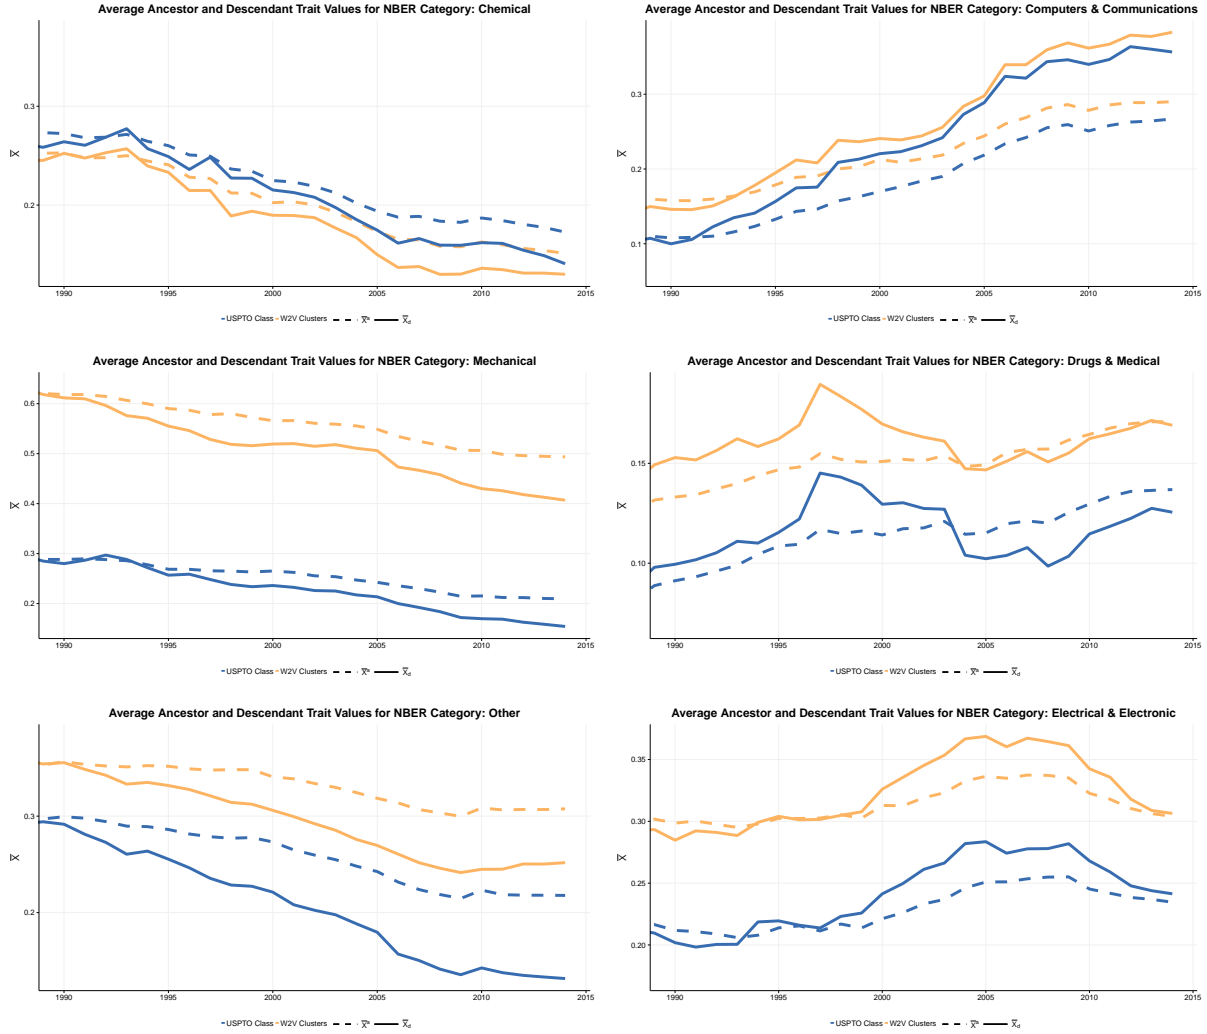 Average Ancestor and Descendant Trait Values for NBER Category: Chemical
0.3
0.2
X̅
1990 1995 2000 2005 2010 2015
USPTO Class W2V Clusters X̅ᵃ X̅d
Average Ancestor and Descendant Trait Values for NBER Category: Computers & Communications
0.3
0.2
0.1
X̅
1990 1995 2000 2005 2010 2015
USPTO Class W2V Clusters X̅ᵃ X̅d
Average Ancestor and Descendant Trait Values for NBER Category: Mechanical
0.6
0.5
0.4
0.3
0.2
X̅
1990 1995 2000 2005 2010 2015
USPTO Class W2V Clusters X̅ᵃ X̅d
Average Ancestor and Descendant Trait Values for NBER Category: Drugs & Medical
0.15
0.10
X̅
1990 1995 2000 2005 2010 2015
USPTO Class W2V Clusters X̅ᵃ X̅d
Average Ancestor and Descendant Trait Values for NBER Category: Other
0.3
0.2
X̅
1990 1995 2000 2005 2010 2015
USPTO Class W2V Clusters X̅ᵃ X̅d
Average Ancestor and Descendant Trait Values for NBER Category: Electrical & Electronic
0.35
0.30
0.25
0.20
X̅
1990 1995 2000 2005 2010 2015
USPTO Class W2V Clusters X̅ᵃ X̅d